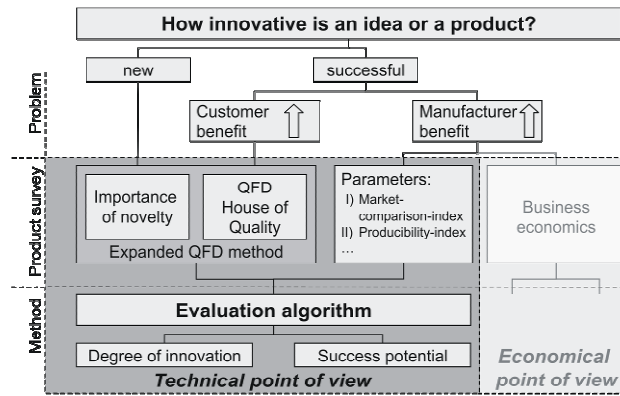 How innovative is an idea or a product?
new
successful
Problem
Customer
benefit
Manufacturer
benefit
Product survey
Importance
of novelty
QFD
House of
Quality
Expanded QFD method
Parameters:
I) Market-
comparison-index
II) Producibility-index
...
Business
economics
Method
Evaluation algorithm
Degree of innovation
Success potential
Technical point of view
Economical
point of view